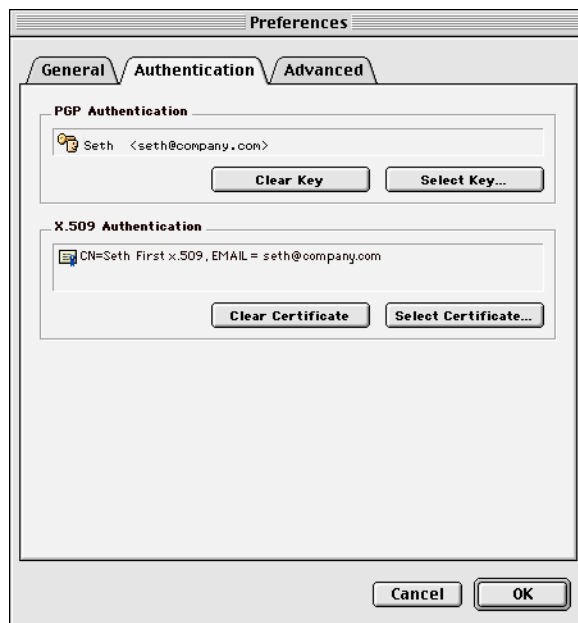 Preferences
General Authentication Advanced
PGP Authentication
Seth <seth@company.com>
Clear Key Select Key...
X.509 Authentication
CN=Seth First x.509, EMAIL = seth@company.com
Clear Certificate Select Certificate...
Cancel OK